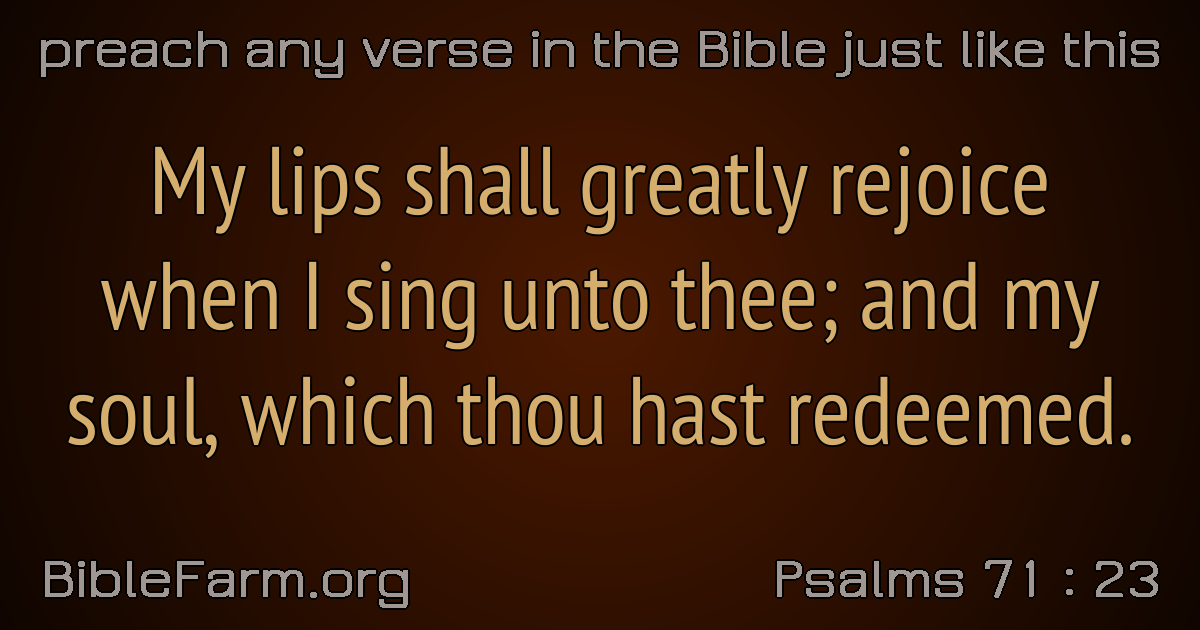 preach any verse in the Bible just like this
My lips shall greatly rejoice
when I sing unto thee; and my
soul, which thou hast redeemed.
BibleFarm.org
Psalms 71 : 23